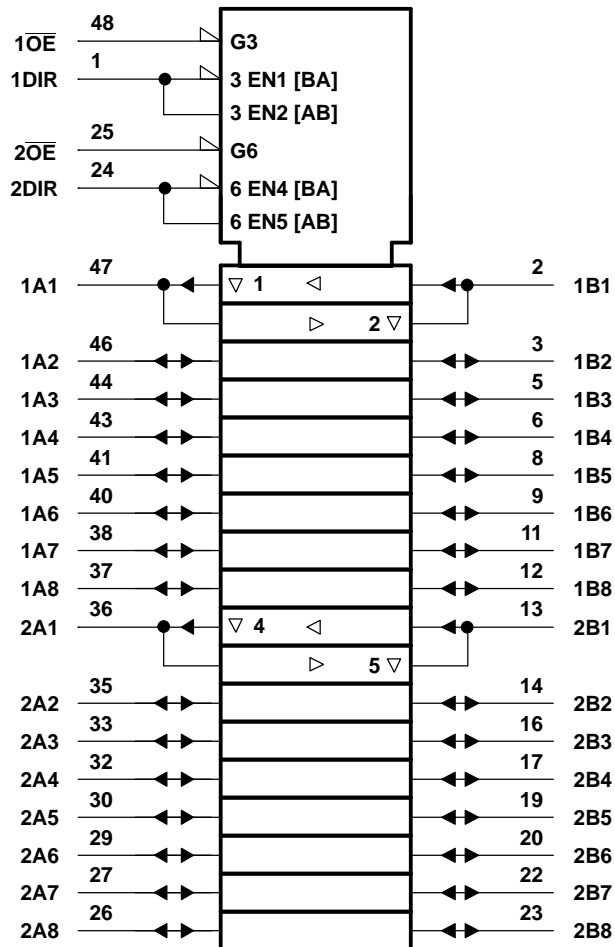 48
1O̅E̅ G3
1
1DIR 3 EN1 [BA]
3 EN2 [AB]
25
2O̅E̅ G6
24
2DIR 6 EN4 [BA]
6 EN5 [AB]
47 2
1A1 ▽ 1 ◁ 1B1
▷ 2 ▽
46 3
1A2 1B2
44 5
1A3 1B3
43 6
1A4 1B4
41 8
1A5 1B5
40 9
1A6 1B6
38 11
1A7 1B7
37 12
1A8 1B8
36 13
2A1 ▽ 4 ◁ 2B1
▷ 5 ▽
35 14
2A2 2B2
33 16
2A3 2B3
32 17
2A4 2B4
30 19
2A5 2B5
29 20
2A6 2B6
27 22
2A7 2B7
26 23
2A8 2B8